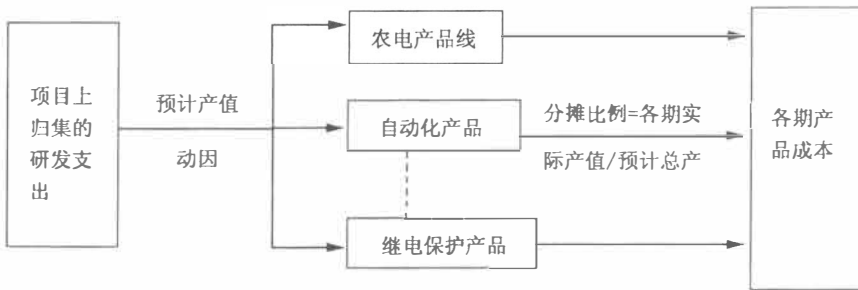 项目上
归集的
研发支
出
预计产值
动因
农电产品线
自动化产品
继电保护产品
分摊比例=各期实
际产值/预计总产
各期产
品成本